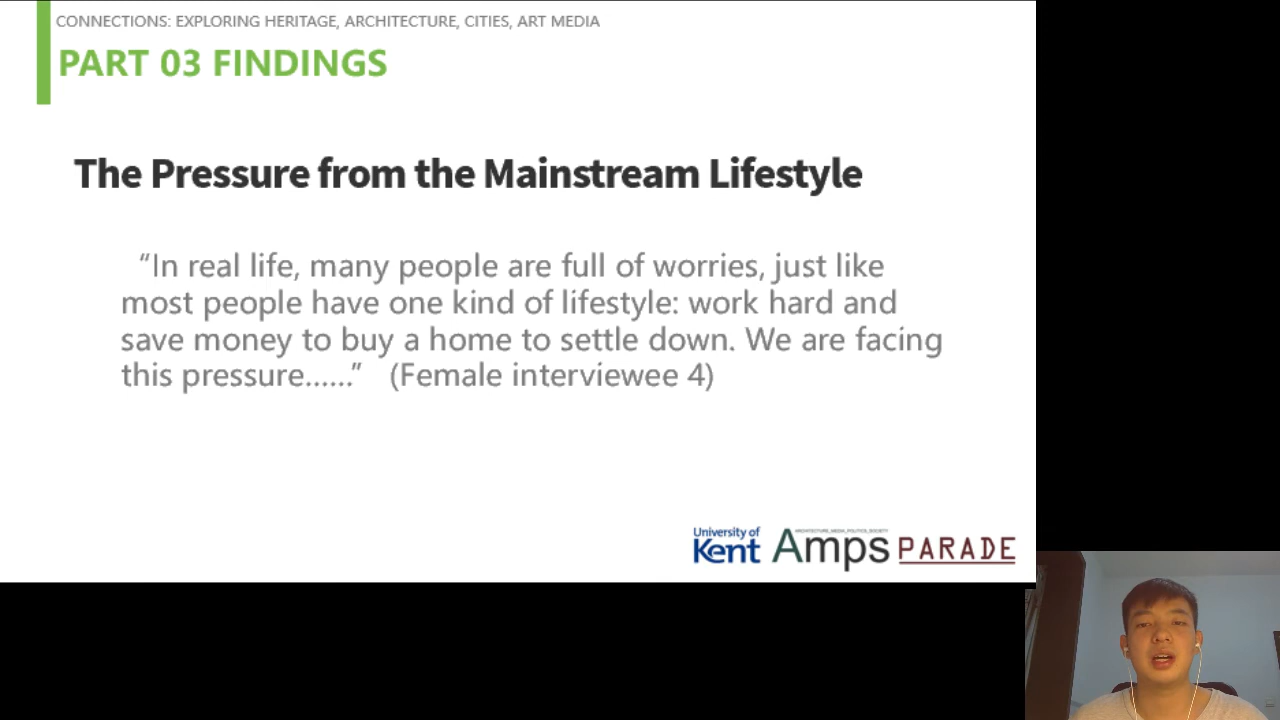 CONNECTIONS: EXPLORING HERITAGE, ARCHITECTURE, CITIES, ART MEDIA
PART 03 FINDINGS
The Pressure from the Mainstream Lifestyle
“In real life, many people are full of worries, just like
most people have one kind of lifestyle: work hard and
save money to buy a home to settle down. We are facing
this pressure......” (Female interviewee 4)
University of
Kent
ARCHITECTURE_MEDIA_POLITICS_SOCIETY
Amps
PARADE